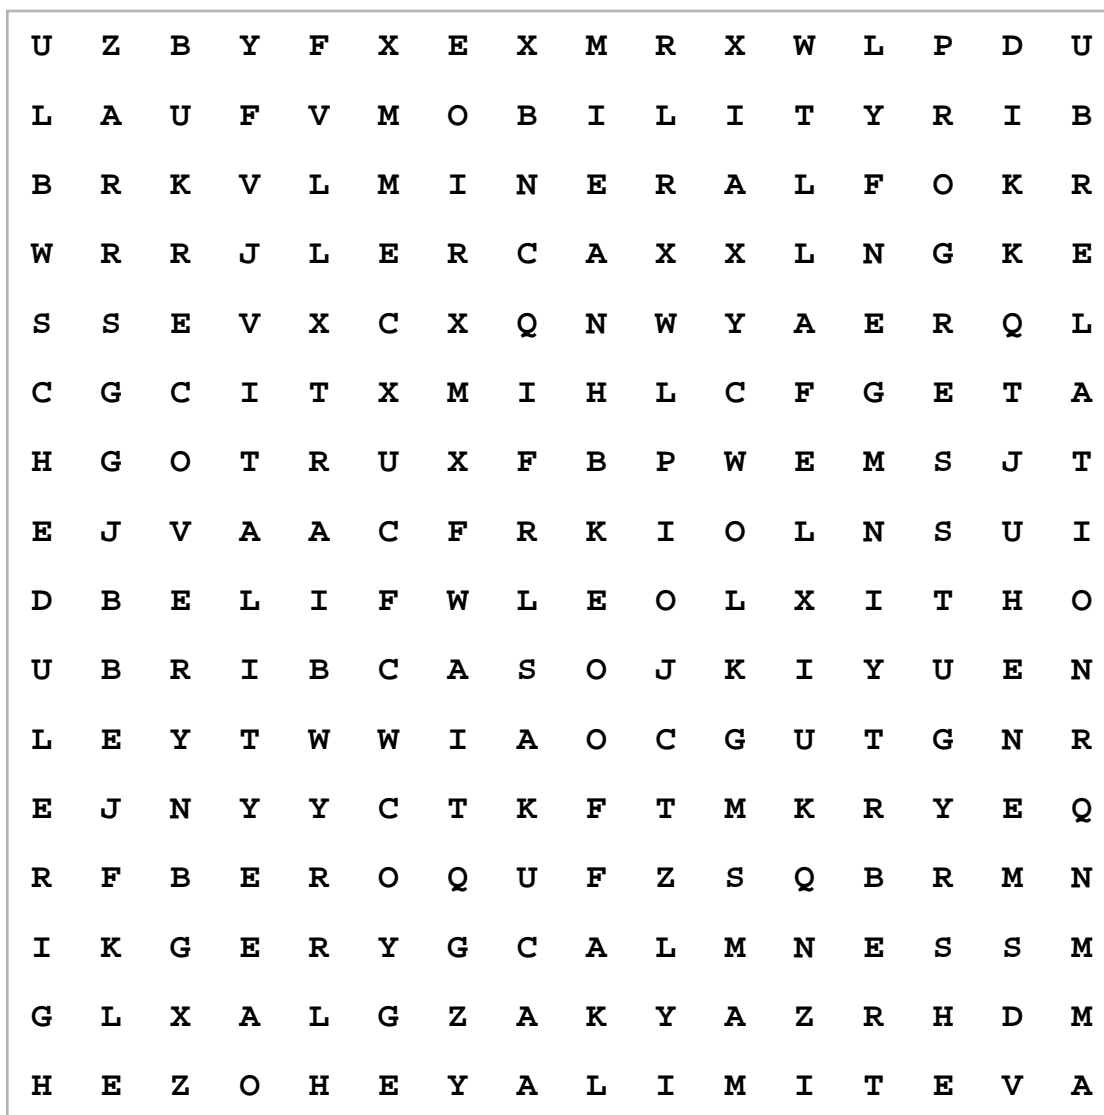 U Z B Y F X E X M R X W L P D U
L A U F V M O B I L I T Y R I B
B R K V L M I N E R A L F O K R
W R R J L E R C A X X L N G K E
S S E V X C X Q N W Y A E R Q L
C G C I T X M I H L C F G E T A
H G O T R U X F B P W E M S J T
E J V A A C F R K I O L N S U I
D B E L I F W L E O L X I T H O
U B R I B C A S O J K I Y U E N
L E Y T W W I A O C G U T G N R
E J N Y Y C T K F T M K R Y E Q
R F B E R O Q U F Z S Q B R M N
I K G E R Y G C A L M N E S S M
G L X A L G Z A K Y A Z R H D M
H E Z O H E Y A L I M I T E V A